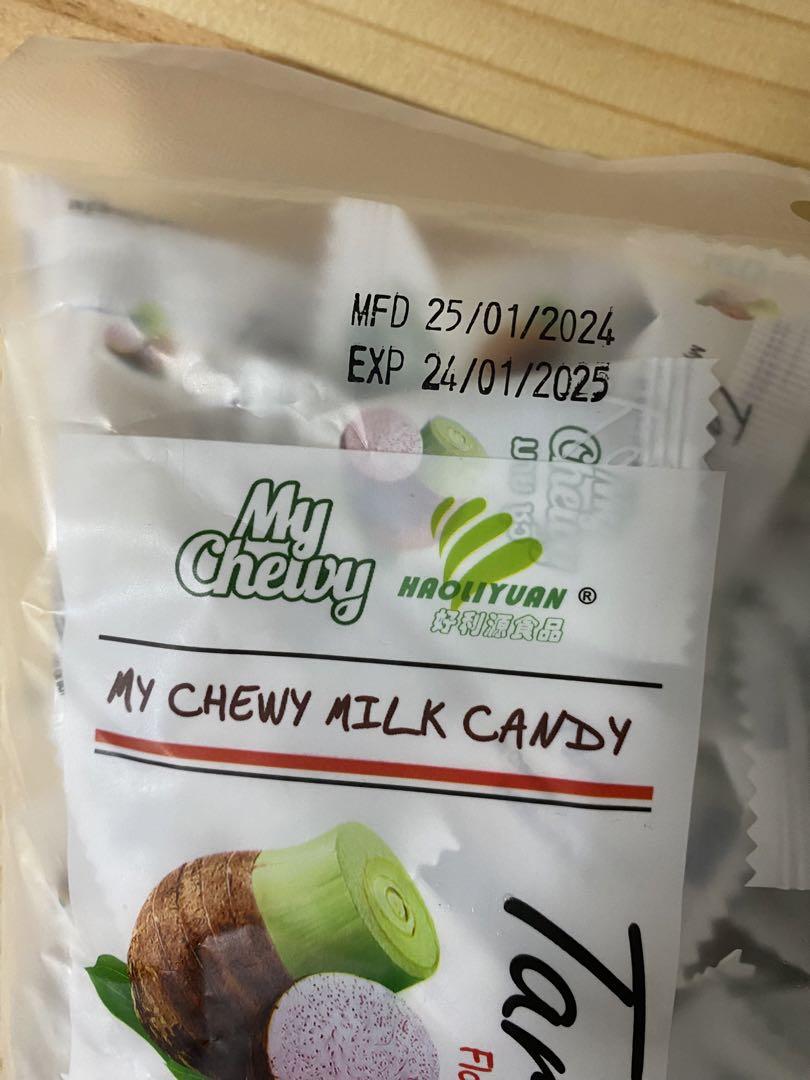 MFD 25/01/2024
EXP 24/01/2025
My
Chewy
HAOLIYUAN ®
好利源食品
MY CHEWY MILK CANDY